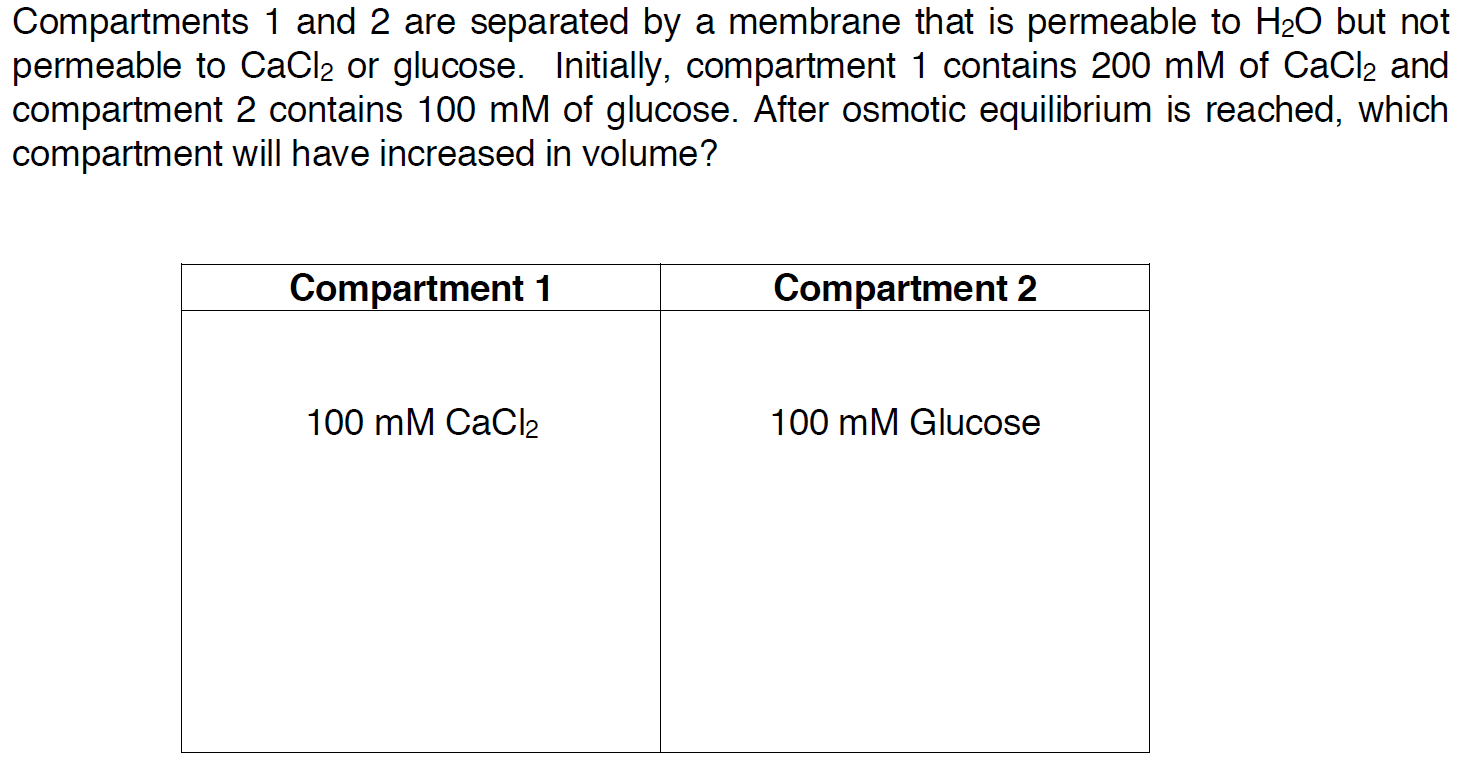 Compartments 1 and 2 are separated by a membrane that is permeable to H₂O but not
permeable to CaCl₂ or glucose. Initially, compartment 1 contains 200 mM of CaCl₂ and
compartment 2 contains 100 mM of glucose. After osmotic equilibrium is reached, which
compartment will have increased in volume?
Compartment 1 Compartment 2
100 mM CaCl₂ 100 mM Glucose